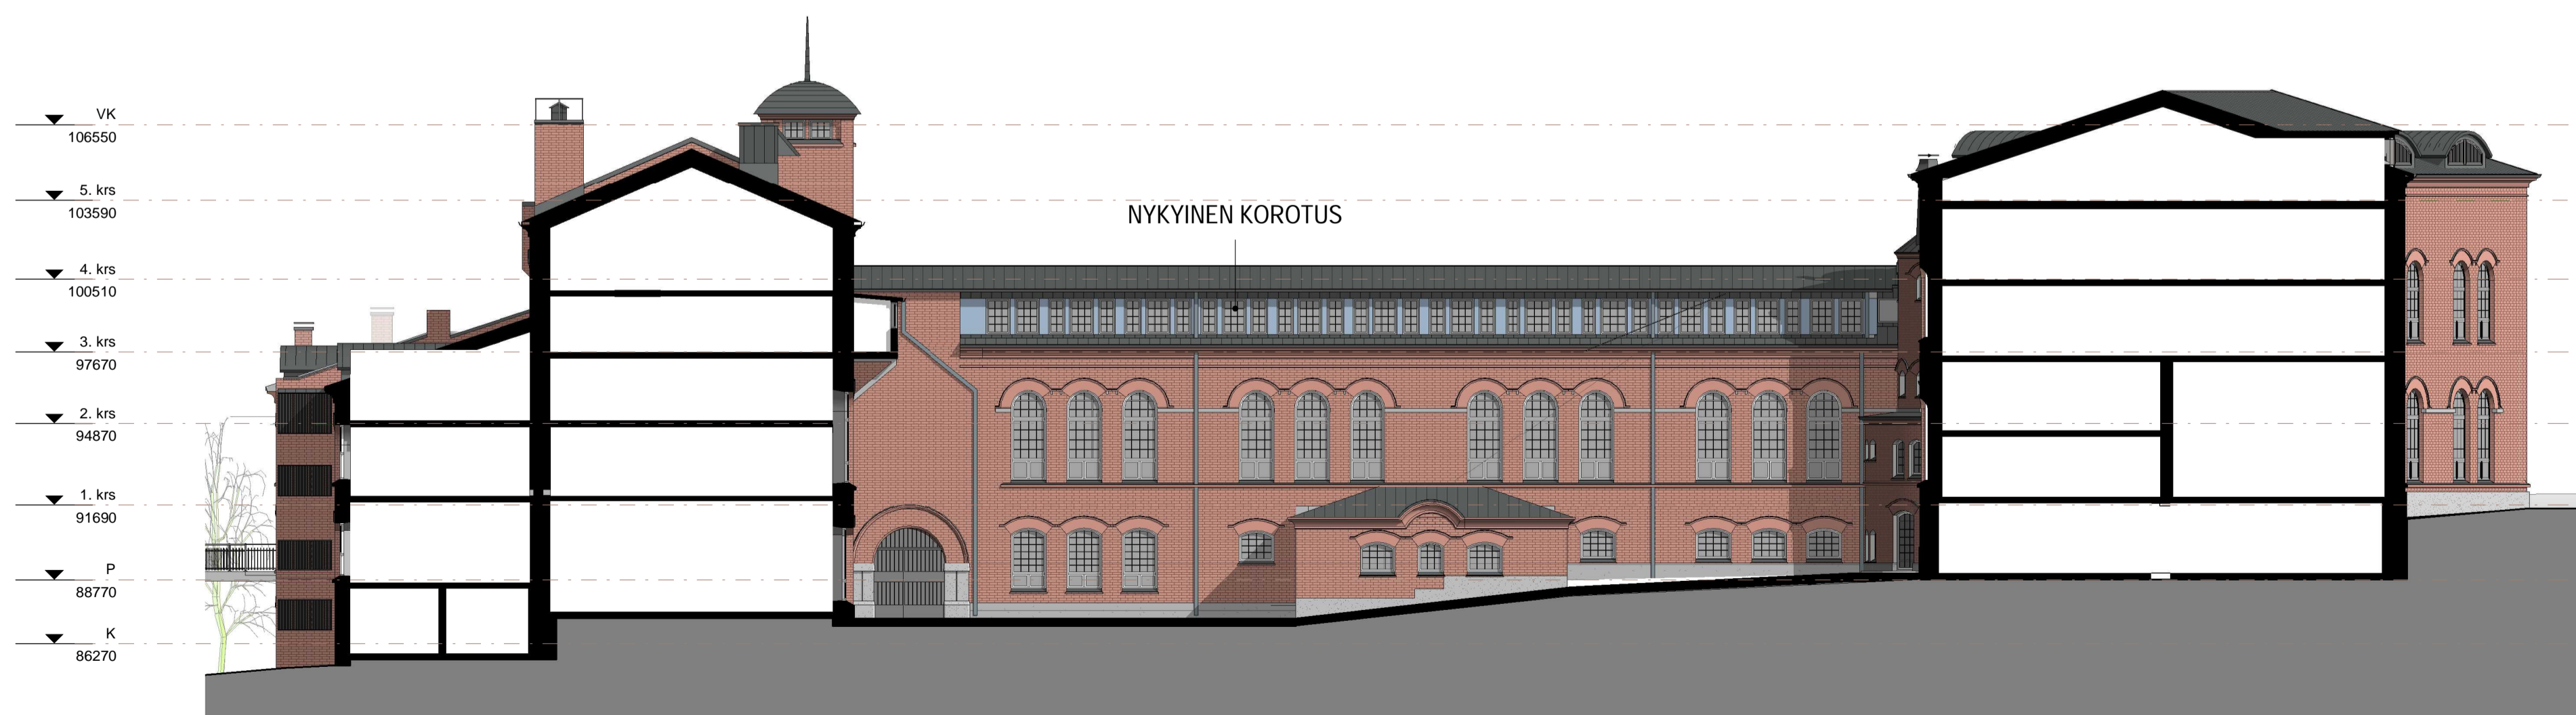 VK
106550
5. krs
103590
NYKYINEN KOROTUS
4. krs
100510
3. krs
97670
2. krs
94870
1. krs
91690
P
88770
K
86270